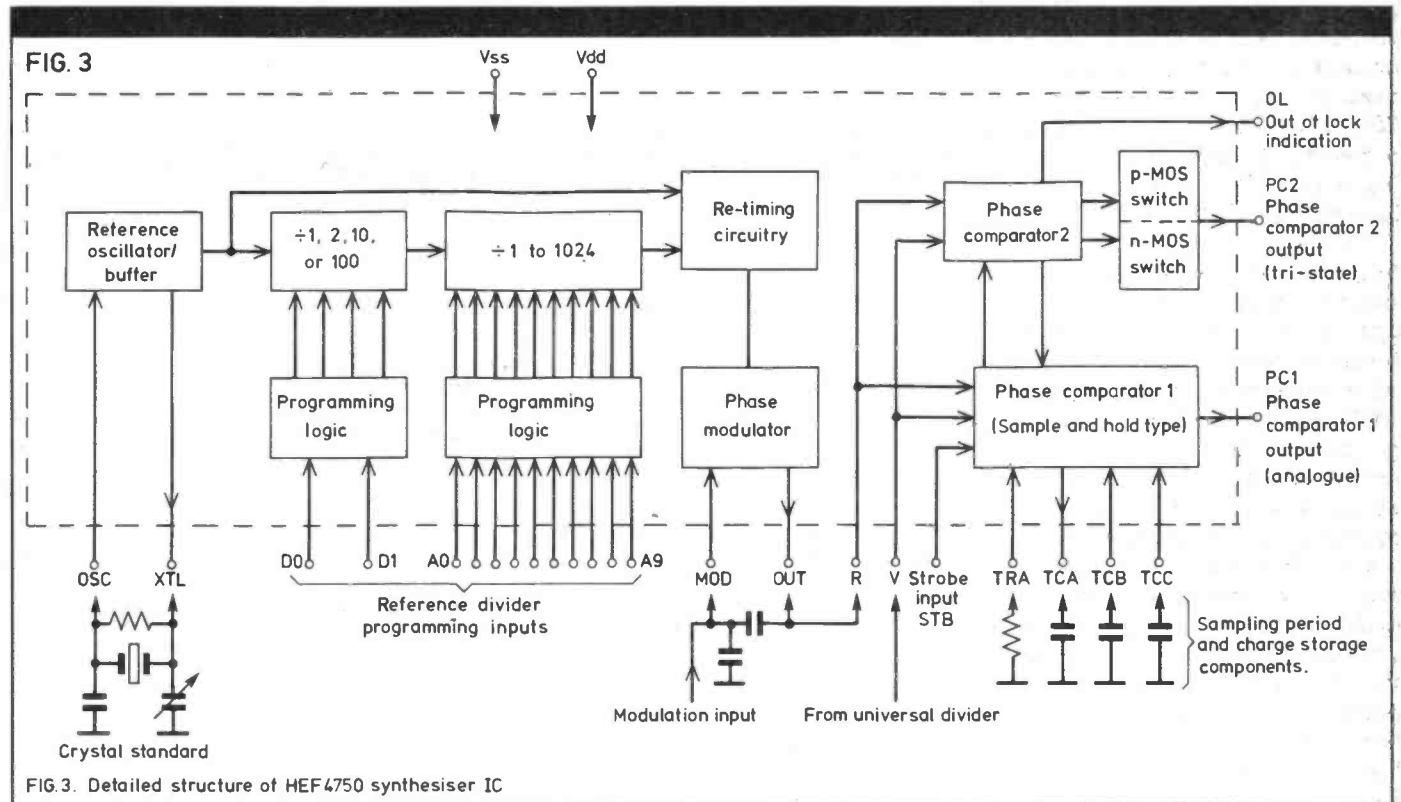 FIG. 3
Vss
Vdd
OL
Out of lock
indication
Reference
oscillator/
buffer
÷1, 2, 10,
or 100
÷ 1 to 1024
Re-timing
circuitry
Phase
comparator 2
p-MOS
switch
n-MOS
switch
PC2
Phase
comparator 2
output
(tri-state)
Programming
logic
Programming
logic
Phase
modulator
Phase comparator 1
(Sample and hold type)
PC1
Phase
comparator 1
output
(analogue)
OSC
XTL
D0
D1
A0
A9
MOD
OUT
R
V
Strobe
input
STB
TRA
TCA
TCB
TCC
Reference divider
programming inputs
Sampling period
and charge storage
components.
Modulation input
From universal divider
Crystal standard
FIG.3. Detailed structure of HEF4750 synthesiser IC